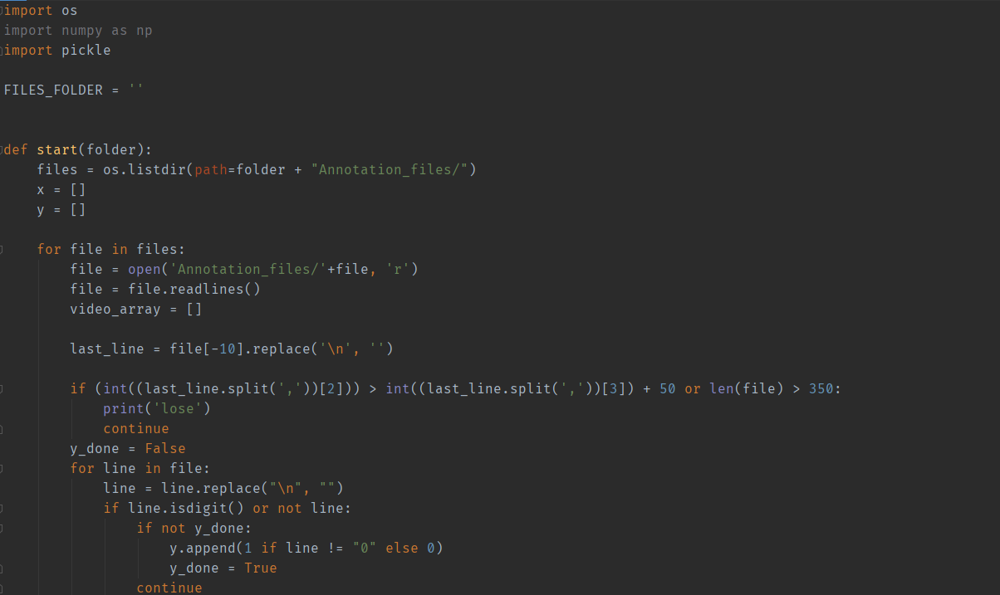 import os
import numpy as np
import pickle
FILES_FOLDER = ''
def start(folder):
    files = os.listdir(path=folder + "Annotation_files/")
    x = []
    y = []
    for file in files:
        file = open('Annotation_files/'+file, 'r')
        file = file.readlines()
        video_array = []
        last_line = file[-10].replace('\n', '')
        if (int((last_line.split(','))[2])) > int((last_line.split(','))[3]) + 50 or len(file) > 350:
            print('lose')
            continue
        y_done = False
        for line in file:
            line = line.replace("\n", "")
            if line.isdigit() or not line:
                if not y_done:
                    y.append(1 if line != "0" else 0)
                    y_done = True
                continue